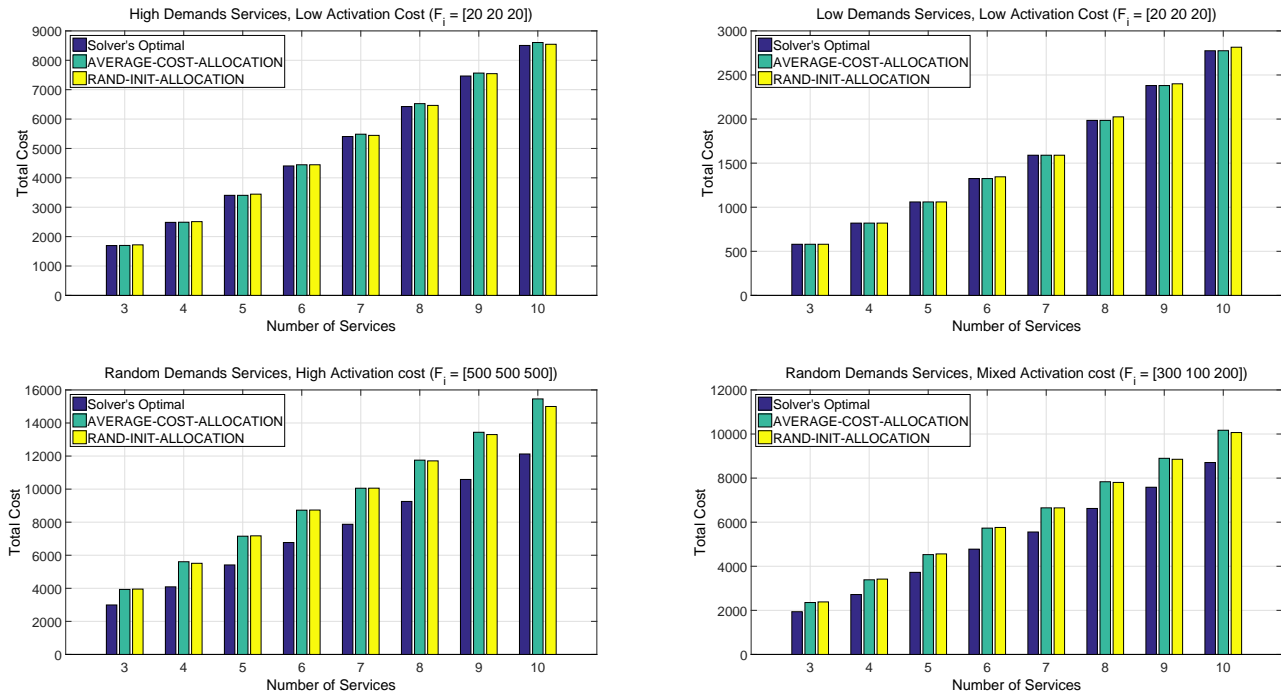 High Demands Services, Low Activation Cost (F_i = [20 20 20])
9000
8000
7000
6000
5000
4000
3000
2000
1000
0
Total Cost
Solver's Optimal
AVERAGE-COST-ALLOCATION
RAND-INIT-ALLOCATION
3 4 5 6 7 8 9 10
Number of Services
Low Demands Services, Low Activation Cost (F_i = [20 20 20])
3000
2500
2000
1500
1000
500
0
Total Cost
Solver's Optimal
AVERAGE-COST-ALLOCATION
RAND-INIT-ALLOCATION
3 4 5 6 7 8 9 10
Number of Services
Random Demands Services, High Activation cost (F_i = [500 500 500])
16000
14000
12000
10000
8000
6000
4000
2000
0
Total Cost
Solver's Optimal
AVERAGE-COST-ALLOCATION
RAND-INIT-ALLOCATION
3 4 5 6 7 8 9 10
Number of Services
Random Demands Services, Mixed Activation cost (F_i = [300 100 200])
12000
10000
8000
6000
4000
2000
0
Total Cost
Solver's Optimal
AVERAGE-COST-ALLOCATION
RAND-INIT-ALLOCATION
3 4 5 6 7 8 9 10
Number of Services